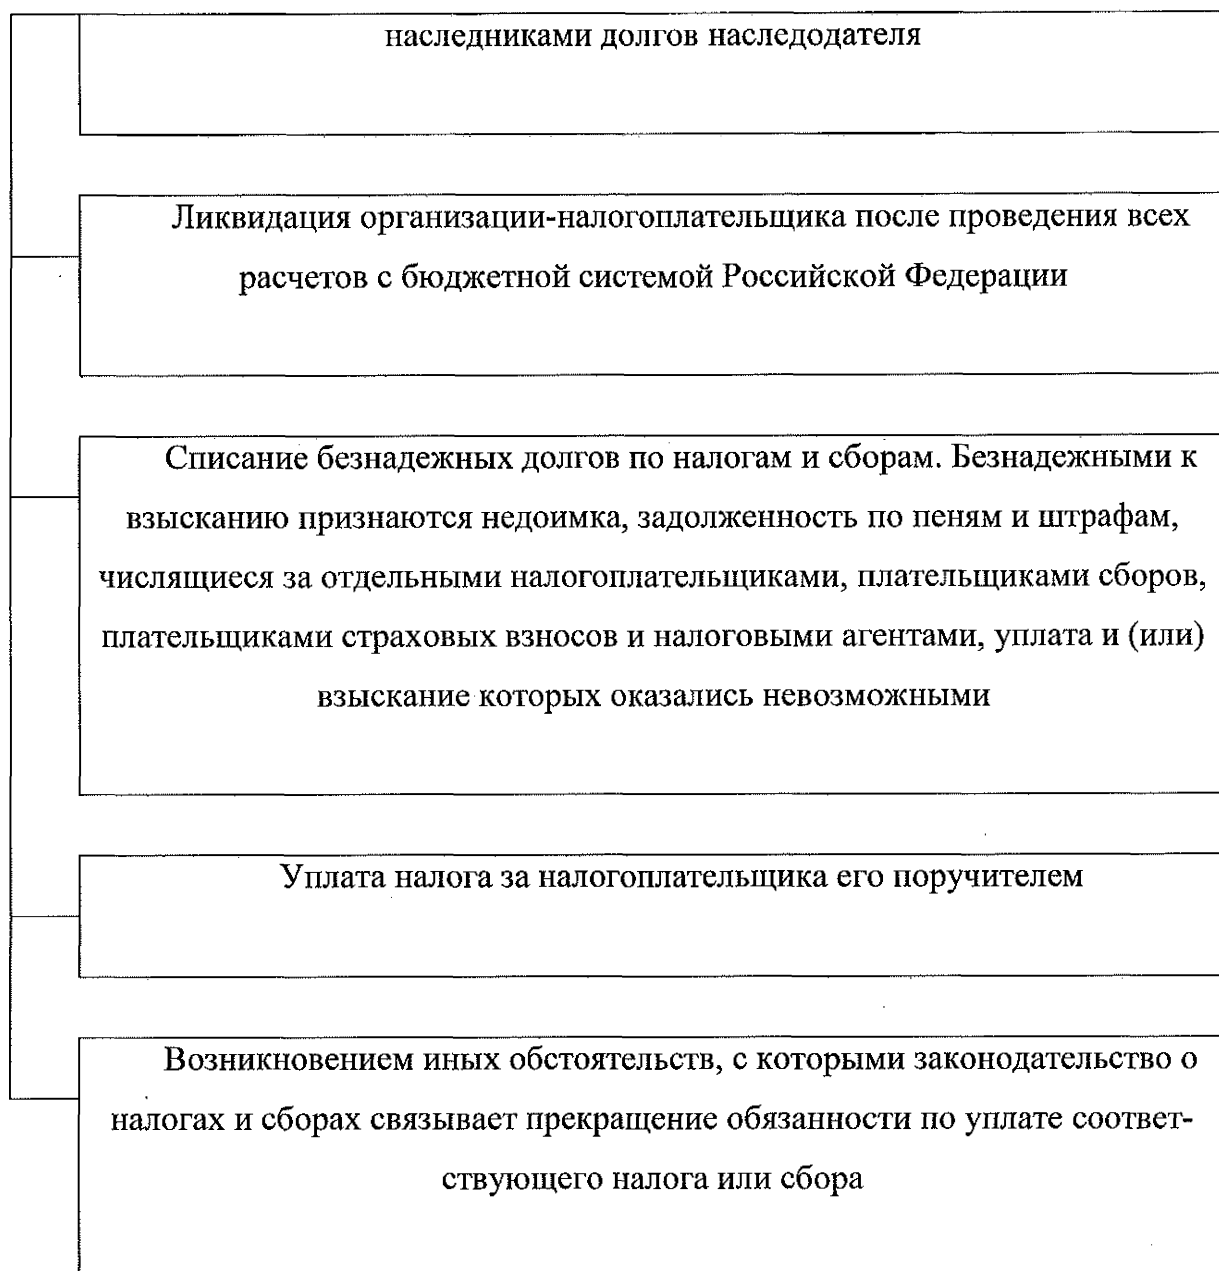 наследниками долгов наследодателя
Ликвидация организации-налогоплательщика после проведения всех
расчетов с бюджетной системой Российской Федерации
Списание безнадежных долгов по налогам и сборам. Безнадежными к
взысканию признаются недоимка, задолженность по пеням и штрафам,
числящиеся за отдельными налогоплательщиками, плательщиками сборов,
плательщиками страховых взносов и налоговыми агентами, уплата и (или)
взыскание которых оказались невозможными
Уплата налога за налогоплательщика его поручителем
Возникновением иных обстоятельств, с которыми законодательство о
налогах и сборах связывает прекращение обязанности по уплате соответ-
ствующего налога или сбора